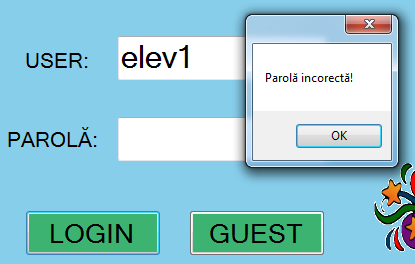 USER:
elev1
Parolă incorectă!
OK
PAROLĂ:
LOGIN
GUEST